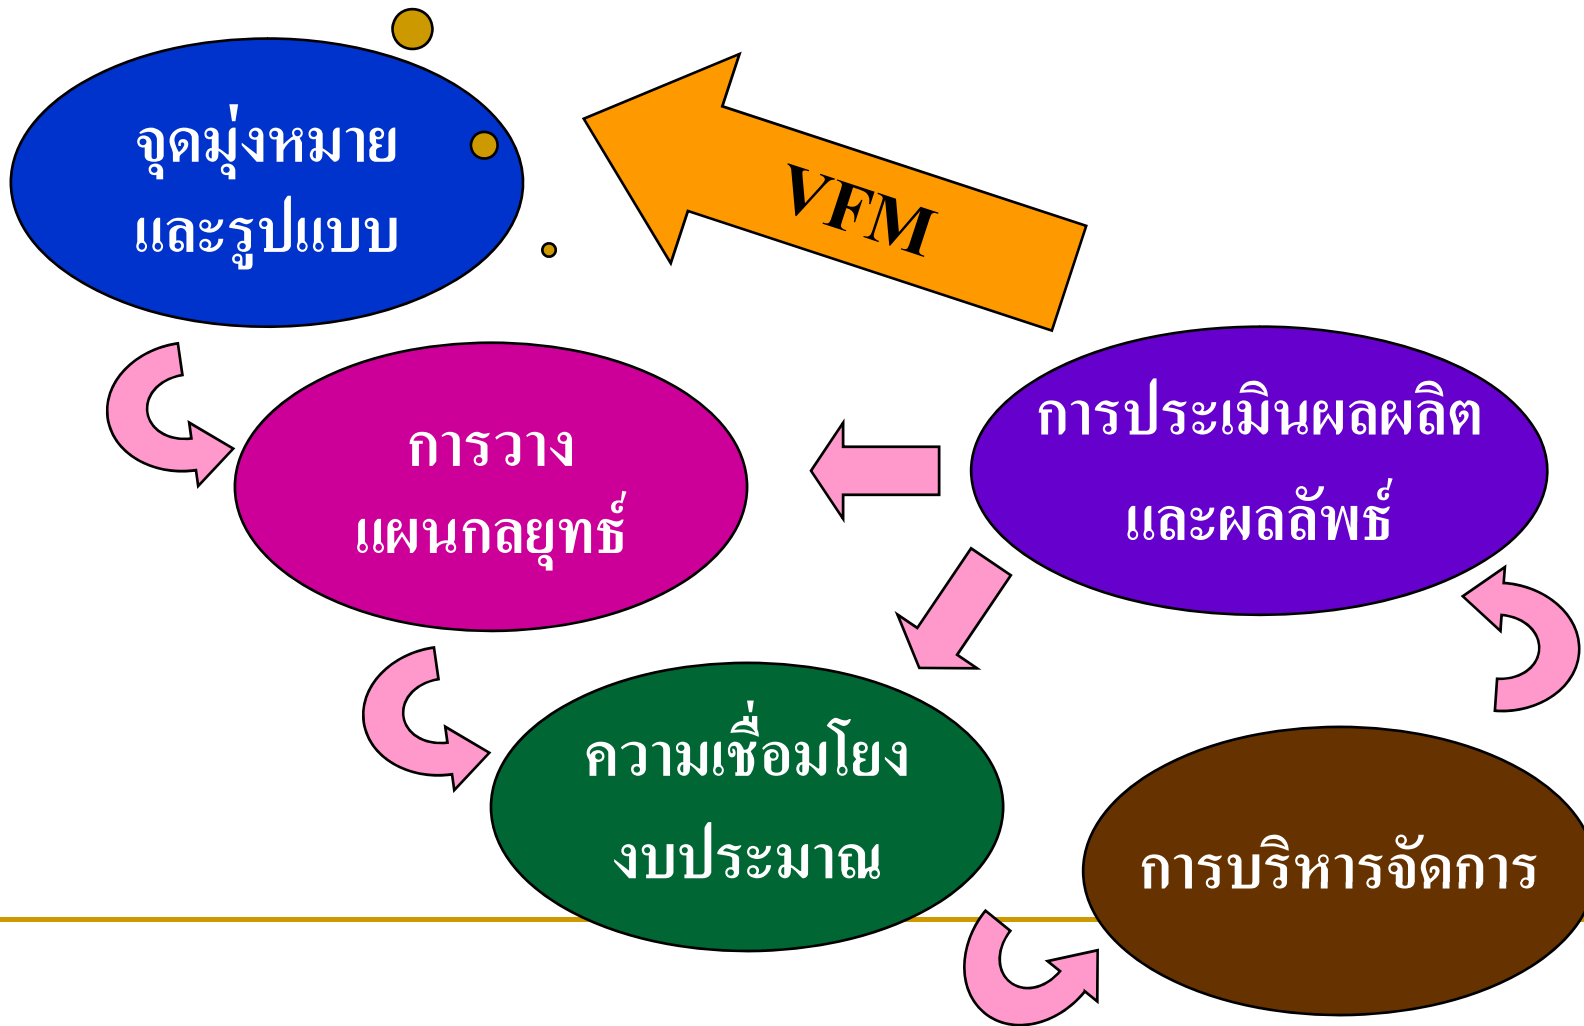 จุดมุ่งหมาย
และรูปแบบ
VFM
การวาง
แผนกลยุทธ์
การประเมินผลผลิต
และผลลัพธ์
ความเชื่อมโยง
งบประมาณ
การบริหารจัดการ